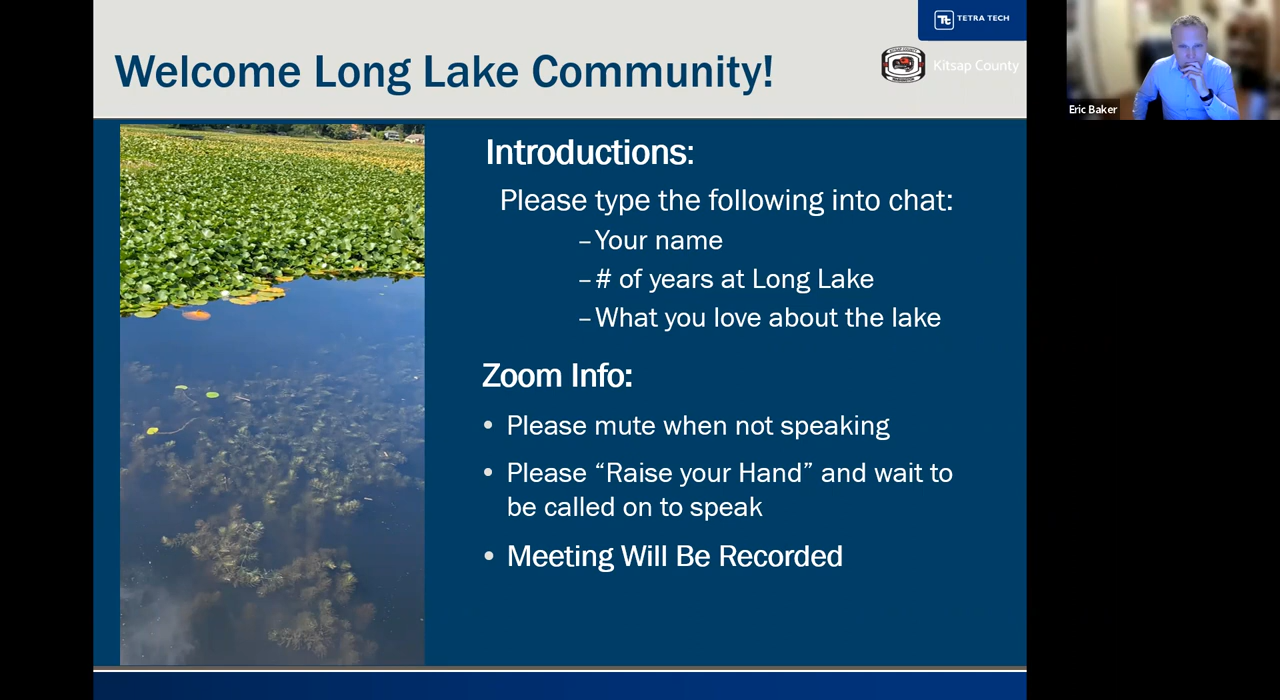 TETRA TECH
Welcome Long Lake Community!
Kitsap County
Eric Baker
Introductions:
Please type the following into chat:
–Your name
–# of years at Long Lake
–What you love about the lake
Zoom Info:
• Please mute when not speaking
• Please “Raise your Hand” and wait to
be called on to speak
• Meeting Will Be Recorded